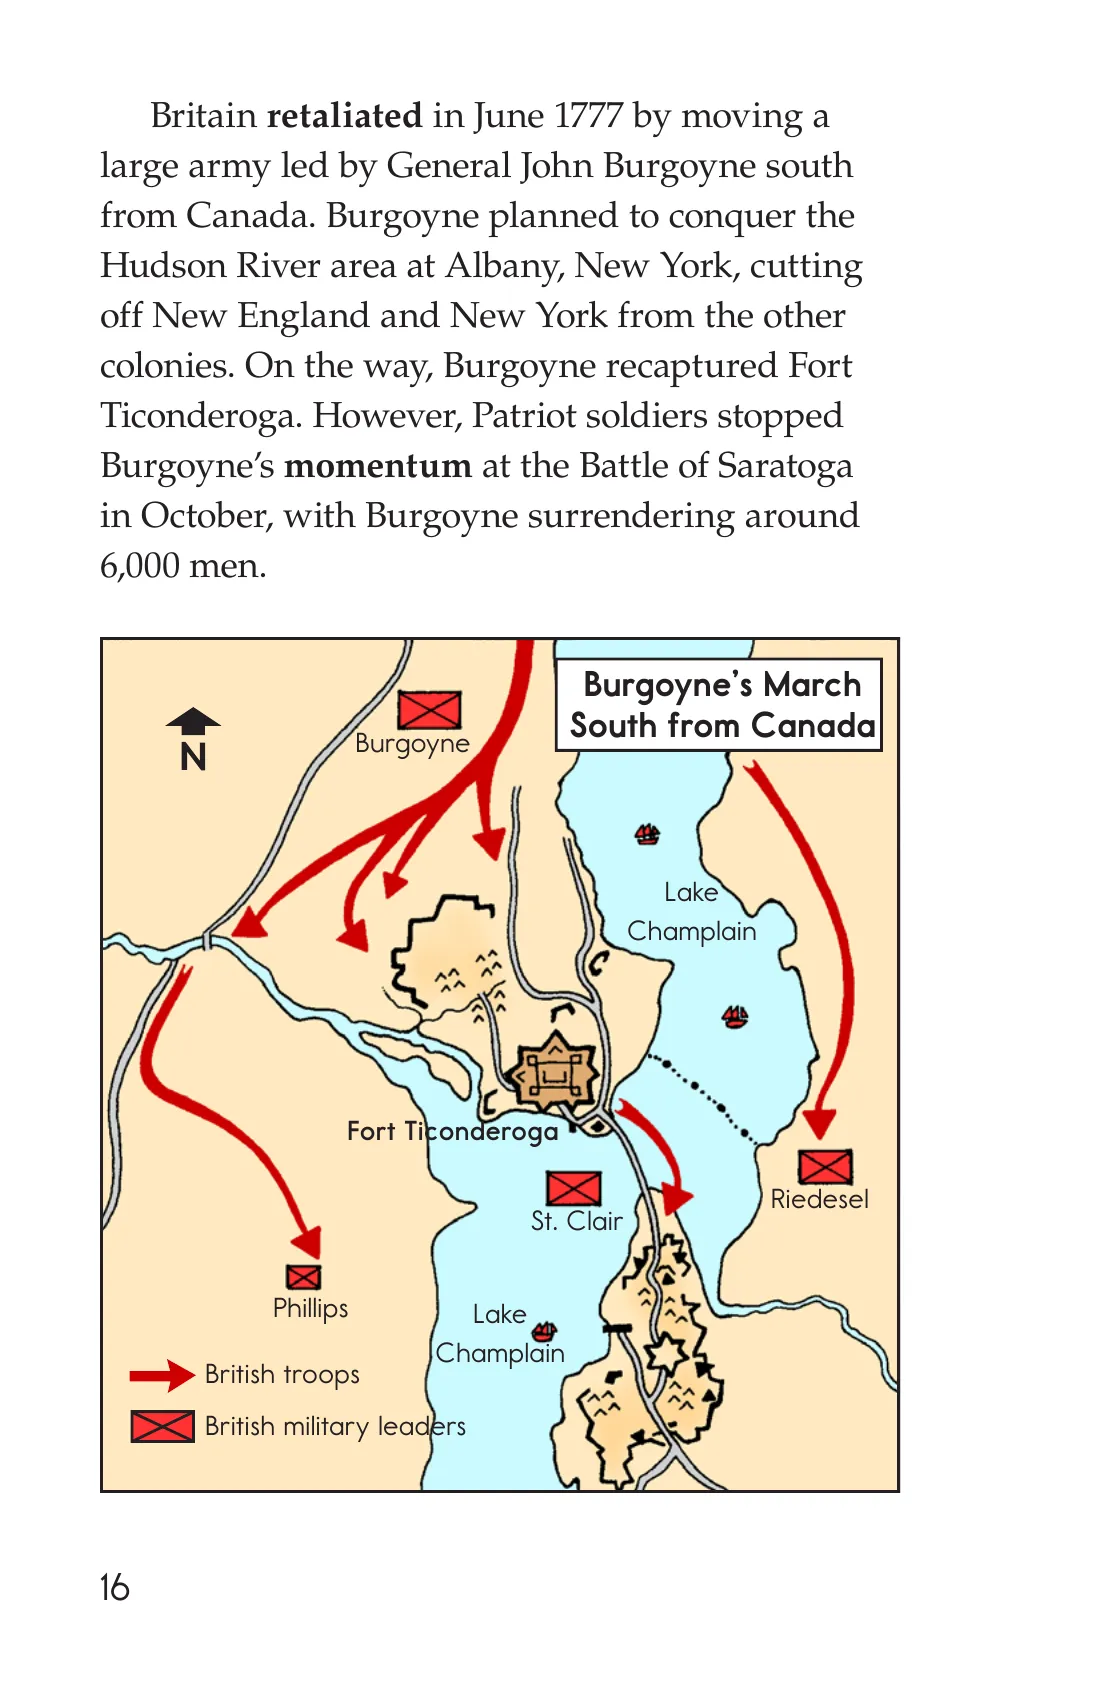 Britain retaliated in June 1777 by moving a
large army led by General John Burgoyne south
from Canada. Burgoyne planned to conquer the
Hudson River area at Albany, New York, cutting
off New England and New York from the other
colonies. On the way, Burgoyne recaptured Fort
Ticonderoga. However, Patriot soldiers stopped
Burgoyne’s momentum at the Battle of Saratoga
in October, with Burgoyne surrendering around
6,000 men.
Burgoyne’s March
South from Canada
N
Burgoyne
Lake
Champlain
Fort Ticonderoga
Riedesel
St. Clair
Phillips
Lake
Champlain
British troops
British military leaders
16